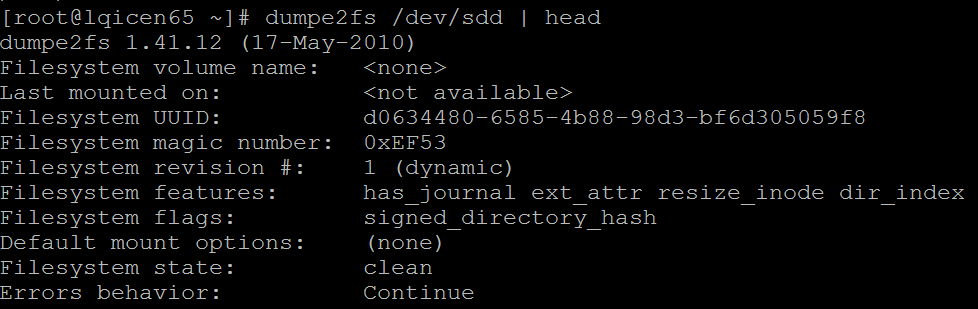 [root@lqicen65 ~]# dumpe2fs /dev/sdd | head
dumpe2fs 1.41.12 (17-May-2010)
Filesystem volume name:   <none>
Last mounted on:          <not available>
Filesystem UUID:          d0634480-6585-4b88-98d3-bf6d305059f8
Filesystem magic number:  0xEF53
Filesystem revision #:    1 (dynamic)
Filesystem features:      has_journal ext_attr resize_inode dir_index
Filesystem flags:         signed_directory_hash
Default mount options:    (none)
Filesystem state:         clean
Errors behavior:          Continue